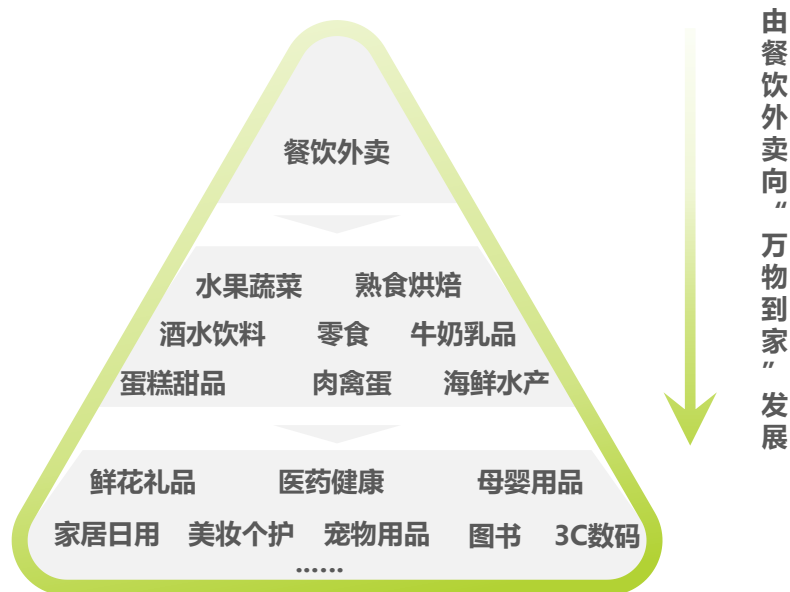 餐饮外卖
水果蔬菜 熟食烘焙
酒水饮料 零食 牛奶乳品
蛋糕甜品 肉禽蛋 海鲜水产
鲜花礼品 医药健康 母婴用品
家居日用 美妆个护 宠物用品 图书 3C数码
......
由餐饮外卖向“万物到家”发展